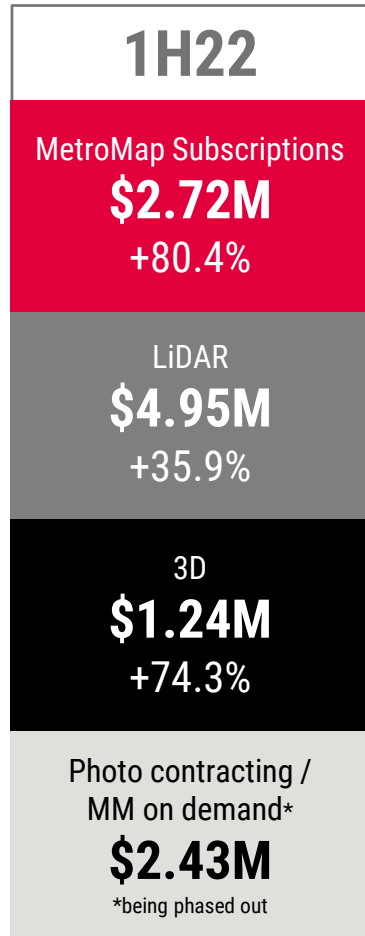 1H22
MetroMap Subscriptions
$2.72M
+80.4%
LiDAR
$4.95M
+35.9%
3D
$1.24M
+74.3%
Photo contracting /
MM on demand*
$2.43M
*being phased out